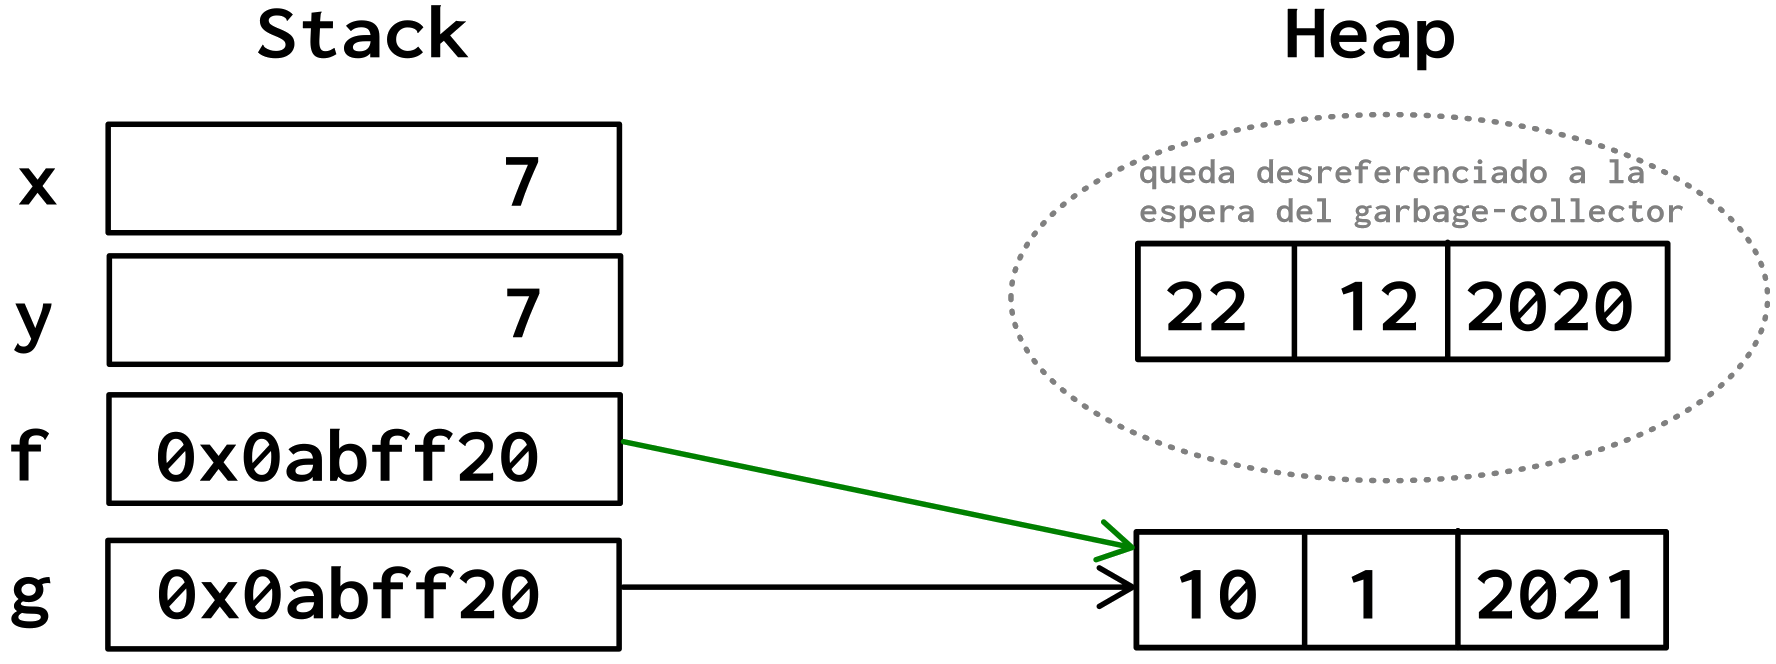 Stack
Heap
x 7
queda desreferenciado a la
espera del garbage-collector
y 7
22 12 2020
f 0x0abff20
g 0x0abff20
10 1 2021